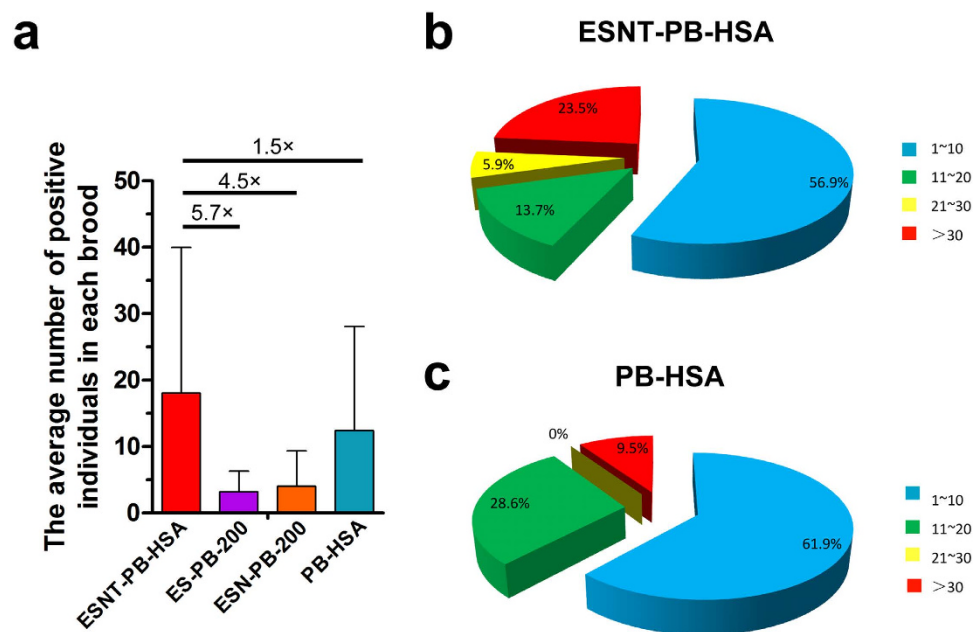 a
The average number of positive
individuals in each brood
50
40
30
20
10
0
1.5×
4.5×
5.7×
ESNT-PB-HSA
ES-PB-200
ESN-PB-200
PB-HSA
b
ESNT-PB-HSA
23.5%
5.9%
13.7%
56.9%
1~10
11~20
21~30
＞30
c
PB-HSA
0%
9.5%
28.6%
61.9%
1~10
11~20
21~30
＞30